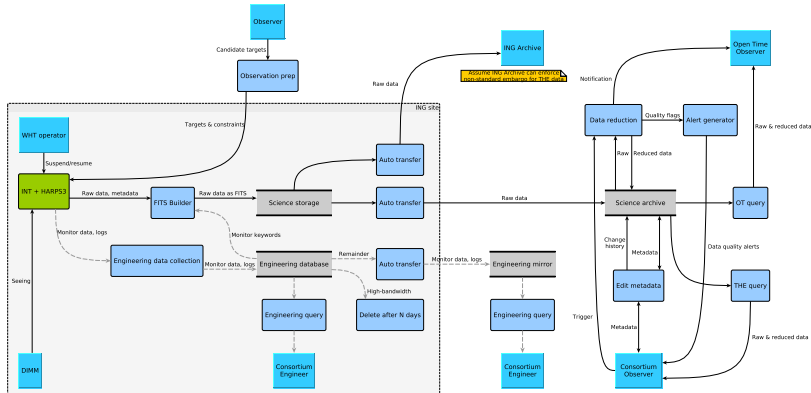 Observer
ING Archive
Open Time
Observer
Candidate targets
Observation prep
Assume ING Archive can enforce
non-standard embargo for THE data
Notification
Raw data
ING site
Targets & constraints
WHT operator
Data reduction
Quality flags
Alert generator
Raw & reduced data
Suspend/resume
Auto transfer
Raw
Reduced data
INT + HARPS3
Raw data, metadata
FITS Builder
Raw data as FITS
Science storage
Auto transfer
Raw data
Science archive
OT query
Monitor data, logs
Monitor keywords
Change
history
Metadata
Data quality alerts
Engineering data collection
Monitor data, logs
Engineering database
Remainder
Auto transfer
Monitor data, logs
Engineering mirror
Seeing
High-bandwidth
Edit metadata
THE query
Engineering query
Delete after N days
Engineering query
Trigger
Metadata
Raw & reduced data
DIMM
Consortium
Engineer
Consortium
Engineer
Consortium
Observer